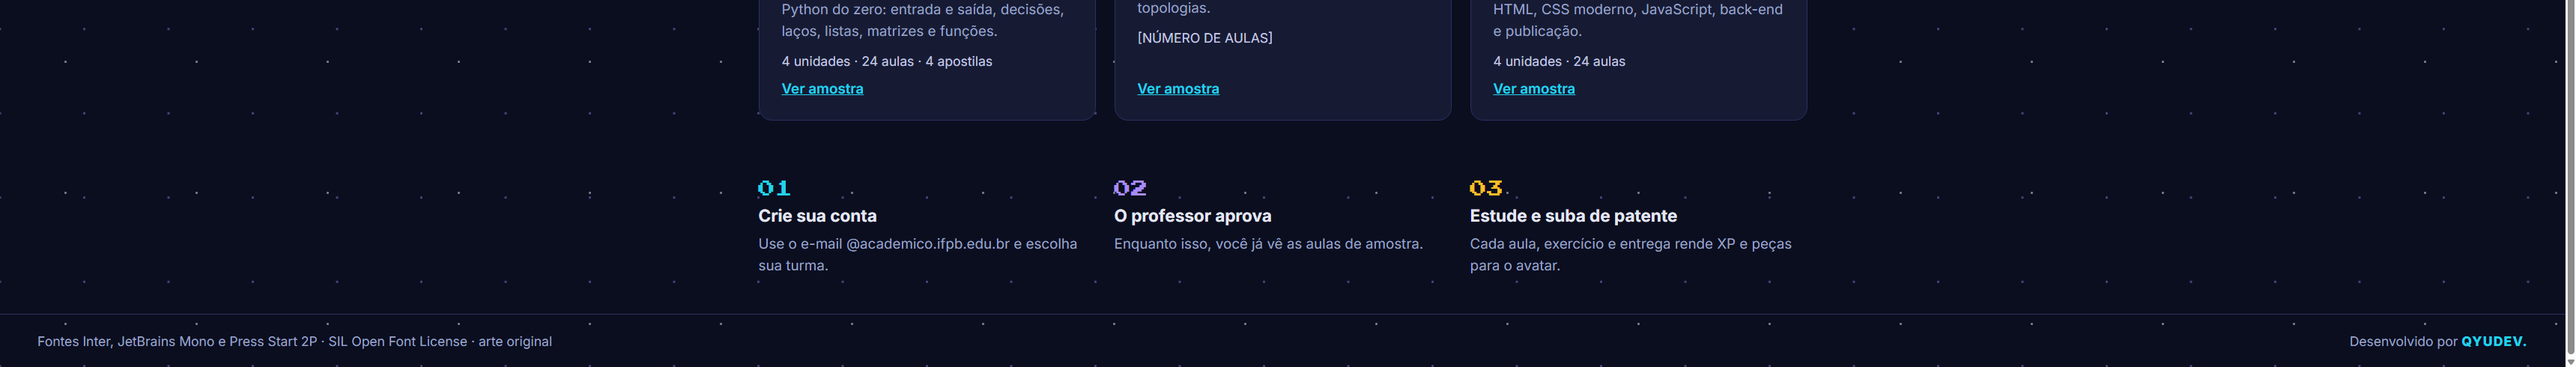 Python do zero: entrada e saída, decisões,
laços, listas, matrizes e funções.
4 unidades · 24 aulas · 4 apostilas
Ver amostra
topologias.
[NÚMERO DE AULAS]
Ver amostra
HTML, CSS moderno, JavaScript, back-end
e publicação.
4 unidades · 24 aulas
Ver amostra
01
Crie sua conta
Use o e-mail @academico.ifpb.edu.br e escolha
sua turma.
02
O professor aprova
Enquanto isso, você já vê as aulas de amostra.
03
Estude e suba de patente
Cada aula, exercício e entrega rende XP e peças
para o avatar.
Fontes Inter, JetBrains Mono e Press Start 2P · SIL Open Font License · arte original
Desenvolvido por QYUDEV.